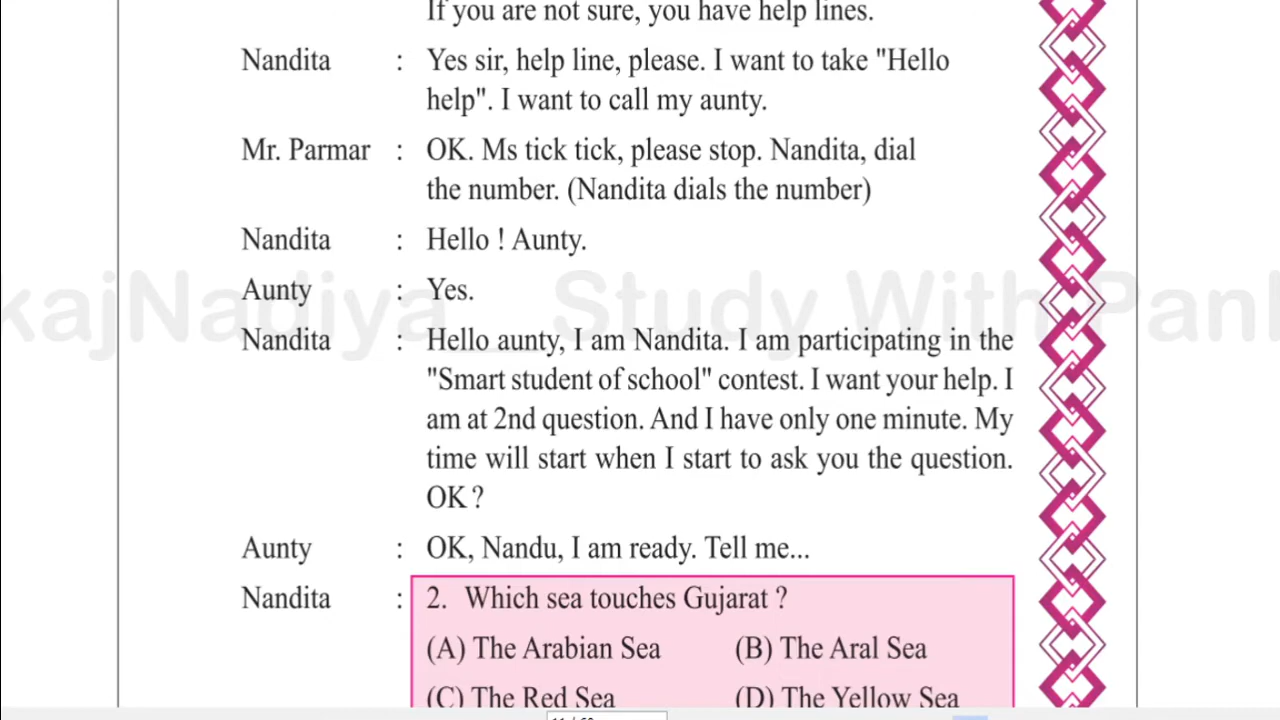 If you are not sure, you have help lines.
Nandita : Yes sir, help line, please. I want to take "Hello
help". I want to call my aunty.
Mr. Parmar : OK. Ms tick tick, please stop. Nandita, dial
the number. (Nandita dials the number)
Nandita : Hello ! Aunty.
Aunty : Yes.
kajNadiya Study With Pank
Nandita : Hello aunty, I am Nandita. I am participating in the
"Smart student of school" contest. I want your help. I
am at 2nd question. And I have only one minute. My
time will start when I start to ask you the question.
OK ?
Aunty : OK, Nandu, I am ready. Tell me...
Nandita : 2. Which sea touches Gujarat ?
(A) The Arabian Sea (B) The Aral Sea
(C) The Red Sea (D) The Yellow Sea